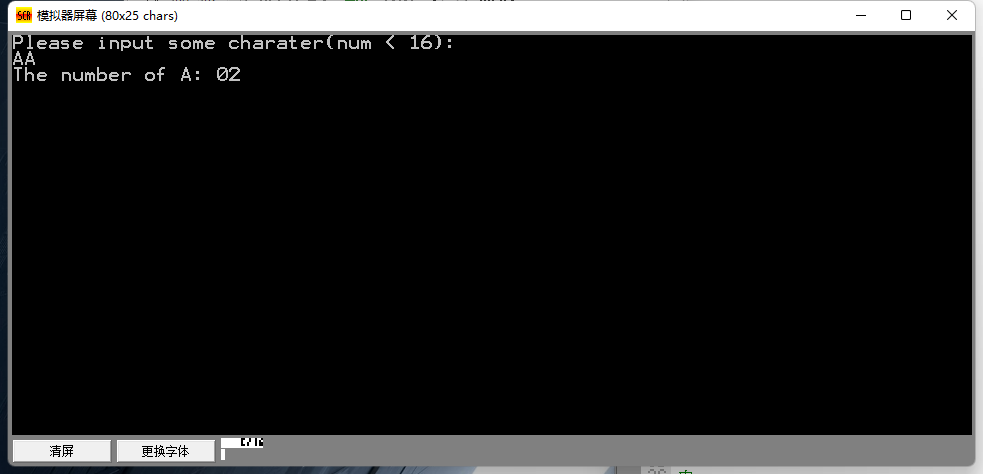 模拟器屏幕 (80x25 chars)
Please input some charater(num < 16):
AA
The number of A: 02
清屏
更换字体